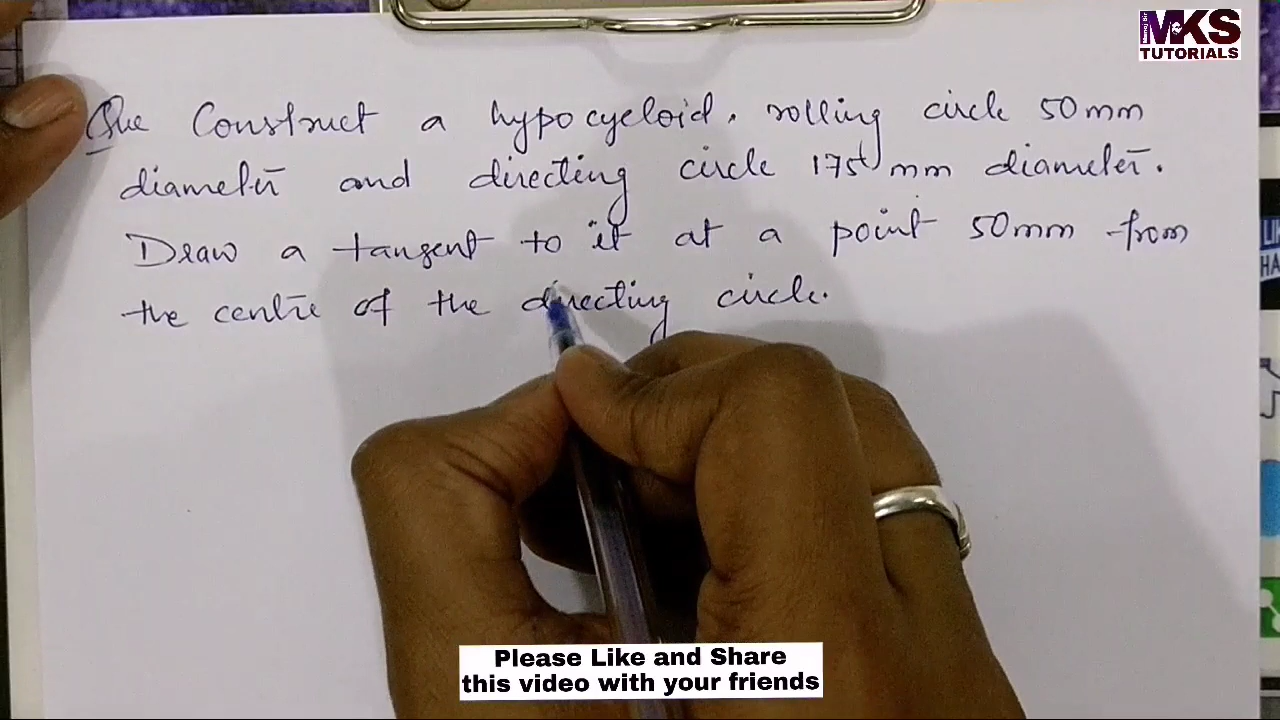 MKS
TUTORIALS
Que Construct a hypocycloid. rolling circle 50mm
diameter and directing circle 175 mm diameter.
Draw a tangent to it at a point 50mm from
the centre of the directing circle.
Please Like and Share
this video with your friends